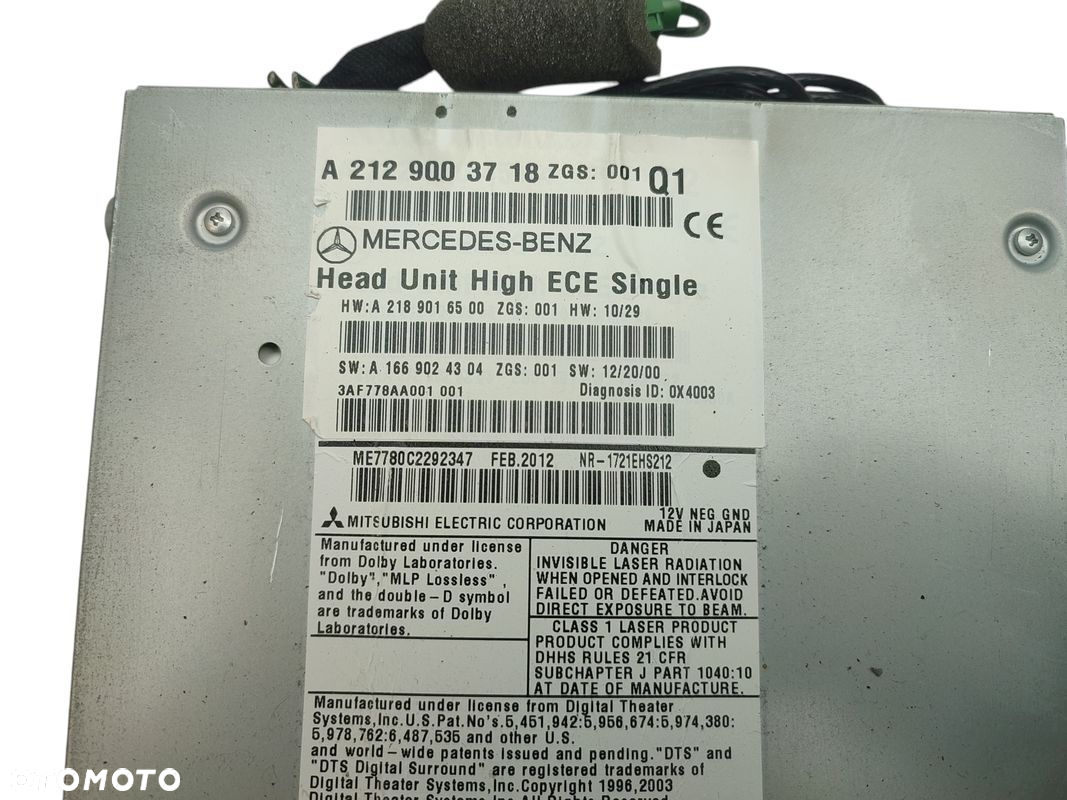 A 212 900 37 18 ZGS: 001 Q1
CE
MERCEDES-BENZ
Head Unit High ECE Single
HW:A 218 901 65 00 ZGS: 001 HW: 10/29
SW:A 166 902 43 04 ZGS: 001 SW: 12/20/00
3AF778AA001 001 Diagnosis ID: 0X4003
ME7780C2292347 FEB.2012 NR-1721EHS212
12V NEG GND
MITSUBISHI ELECTRIC CORPORATION MADE IN JAPAN
Manufactured under license
from Dolby Laboratories.
"Dolby","MLP Lossless" ,
and the double-D symbol
are trademarks of Dolby
Laboratories.
DANGER
INVISIBLE LASER RADIATION
WHEN OPENED AND INTERLOCK
FAILED OR DEFEATED.AVOID
DIRECT EXPOSURE TO BEAM.
CLASS 1 LASER PRODUCT
PRODUCT COMPLIES WITH
DHHS RULES 21 CFR
SUBCHAPTER J PART 1040:10
AT DATE OF MANUFACTURE.
Manufactured under license from Digital Theater
Systems,Inc.U.S.Pat.No's.5,451,942:5,956,674:5,974,380:
5,978,762:6,487,535 and other U.S.
and world-wide patents issued and pending."DTS" and
"DTS Digital Surround" are registered trademarks of
Digital Theater Systems,Inc.Copyright 1996,2003
Digital Theater Systems,Inc.All Rights Reserved.
OTOMOTO